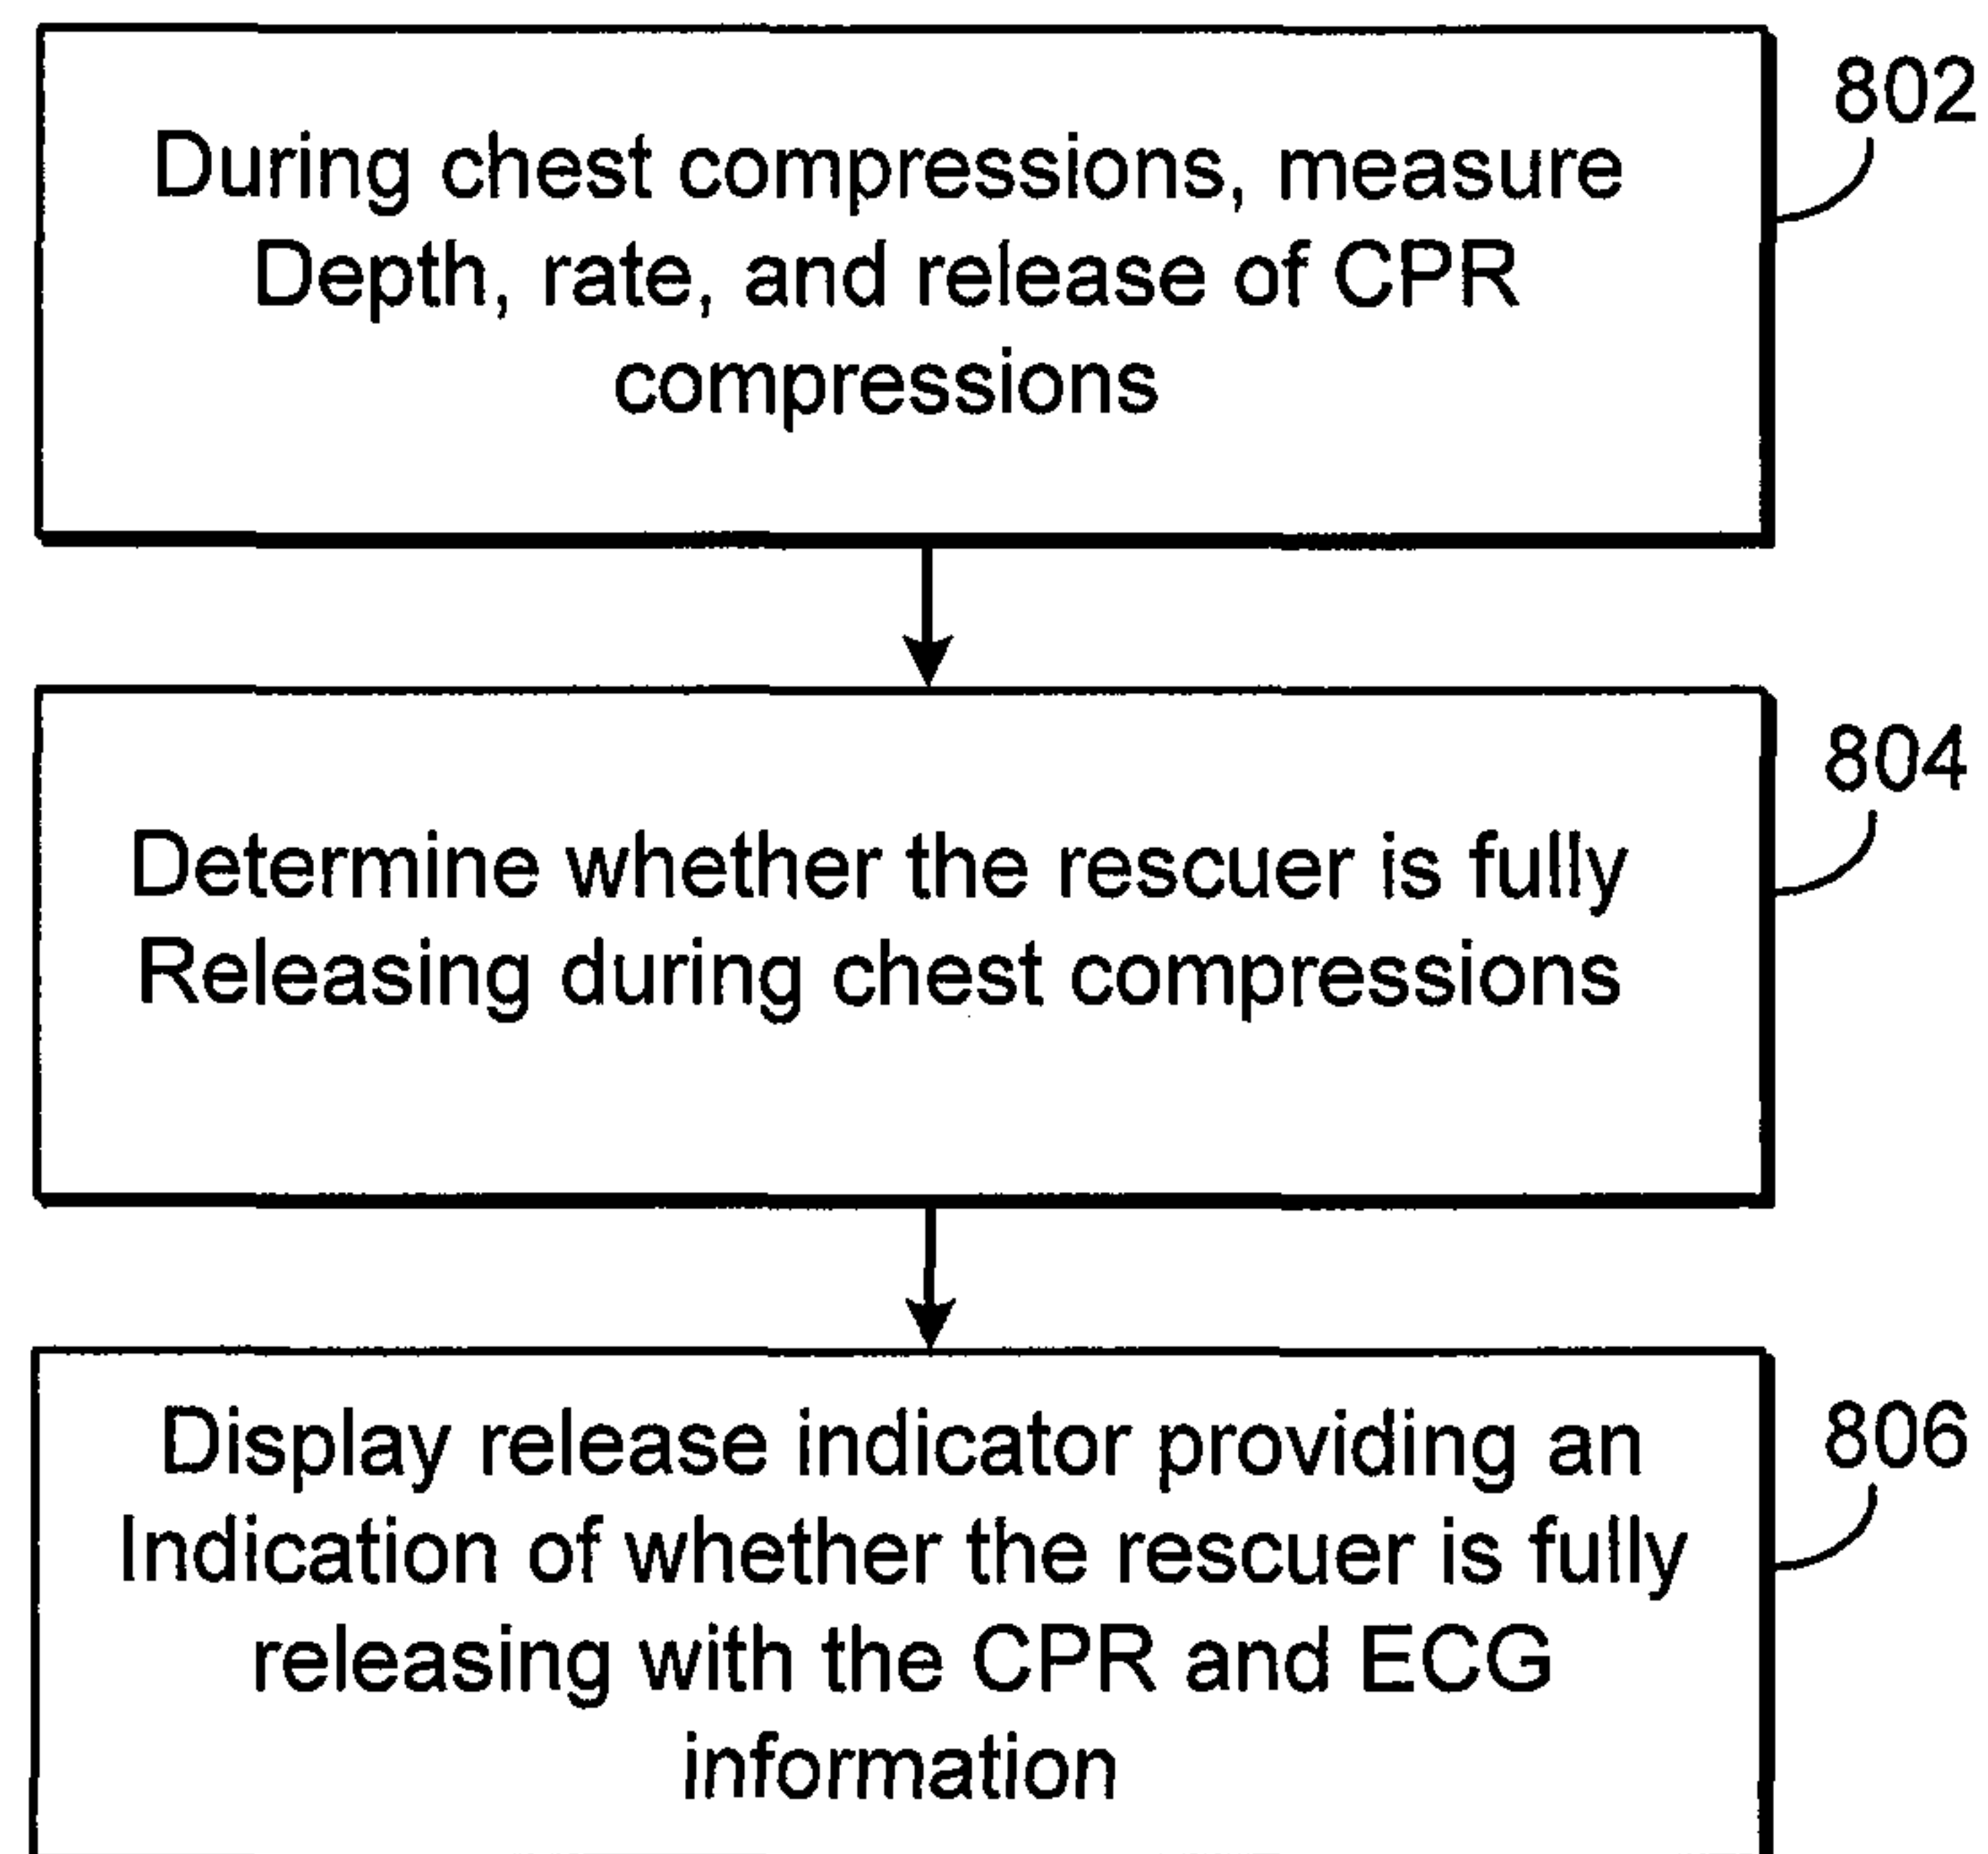 During chest compressions, measure
Depth, rate, and release of CPR
compressions
802
Determine whether the rescuer is fully
Releasing during chest compressions
804
Display release indicator providing an
Indication of whether the rescuer is fully
releasing with the CPR and ECG
information
806